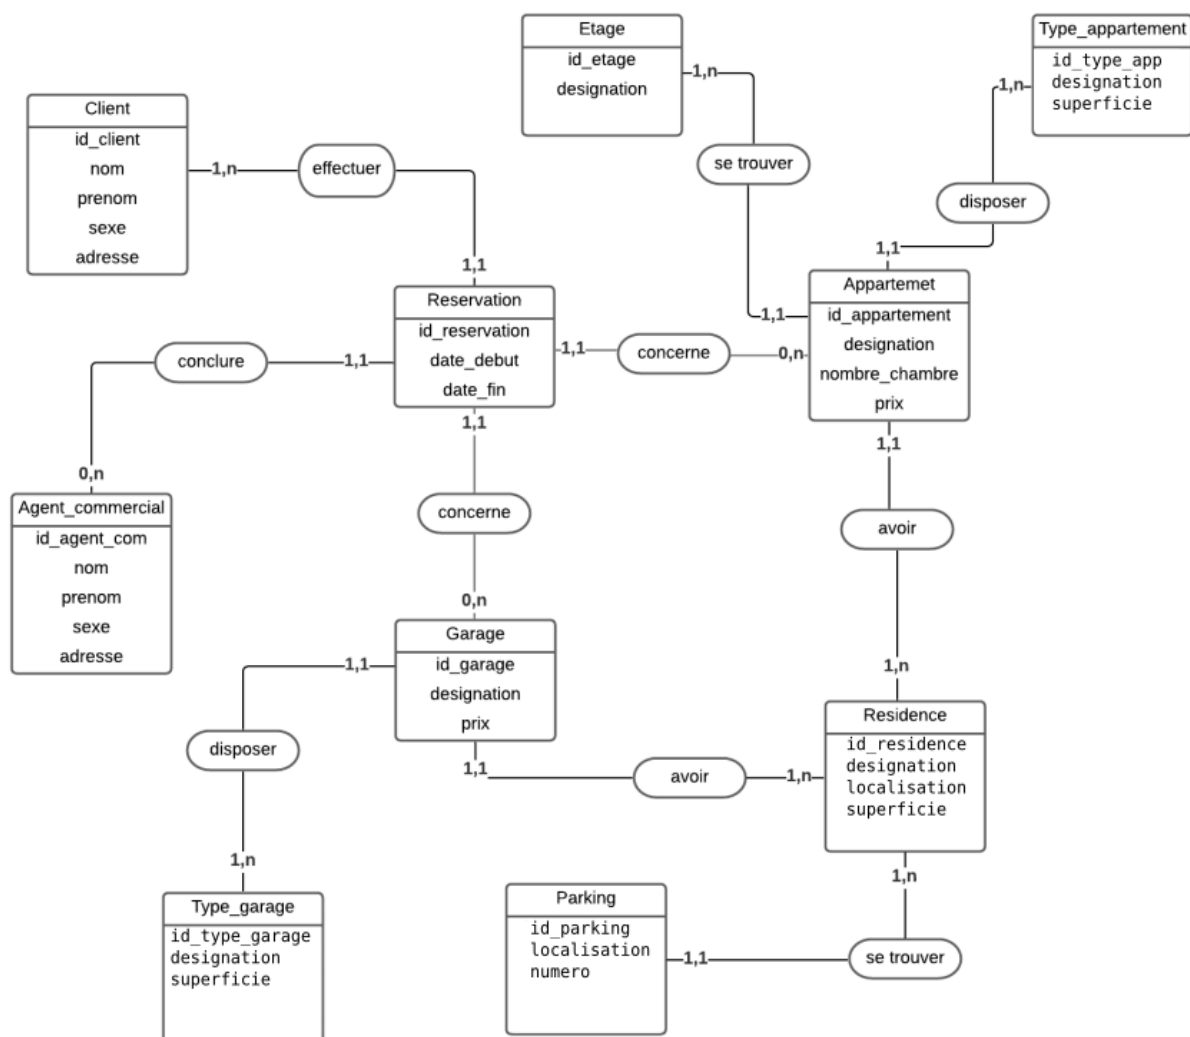 Etage
id_etage
designation
Type_appartement
id_type_app
designation
superficie
1,n
1,n
Client
id_client
nom
prenom
sexe
adresse
1,n
effectuer
se trouver
disposer
1,1
1,1
Reservation
id_reservation
date_debut
date_fin
Appartemet
id_appartement
designation
nombre_chambre
prix
1,1
conclure
1,1
1,1
concerne
0,n
0,n
1,1
1,1
Agent_commercial
id_agent_com
nom
prenom
sexe
adresse
concerne
avoir
0,n
Garage
id_garage
designation
prix
1,1
1,n
Residence
id_residence
designation
localisation
superficie
disposer
1,1
avoir
1,n
1,n
1,n
Type_garage
id_type_garage
designation
superficie
Parking
id_parking
localisation
numero
1,1
se trouver